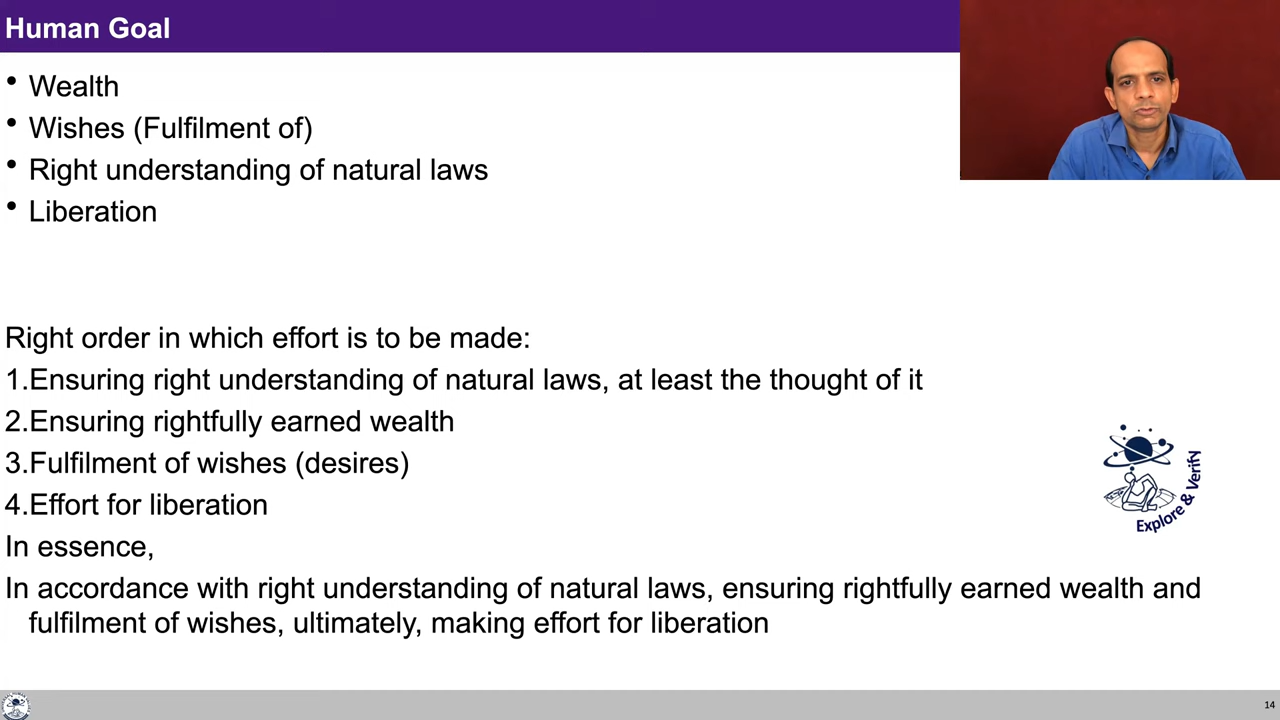 Human Goal
• Wealth
• Wishes (Fulfilment of)
• Right understanding of natural laws
• Liberation
Right order in which effort is to be made:
1.Ensuring right understanding of natural laws, at least the thought of it
2.Ensuring rightfully earned wealth
3.Fulfilment of wishes (desires)
4.Effort for liberation
In essence,
In accordance with right understanding of natural laws, ensuring rightfully earned wealth and
fulfilment of wishes, ultimately, making effort for liberation
Explore & Verify
14